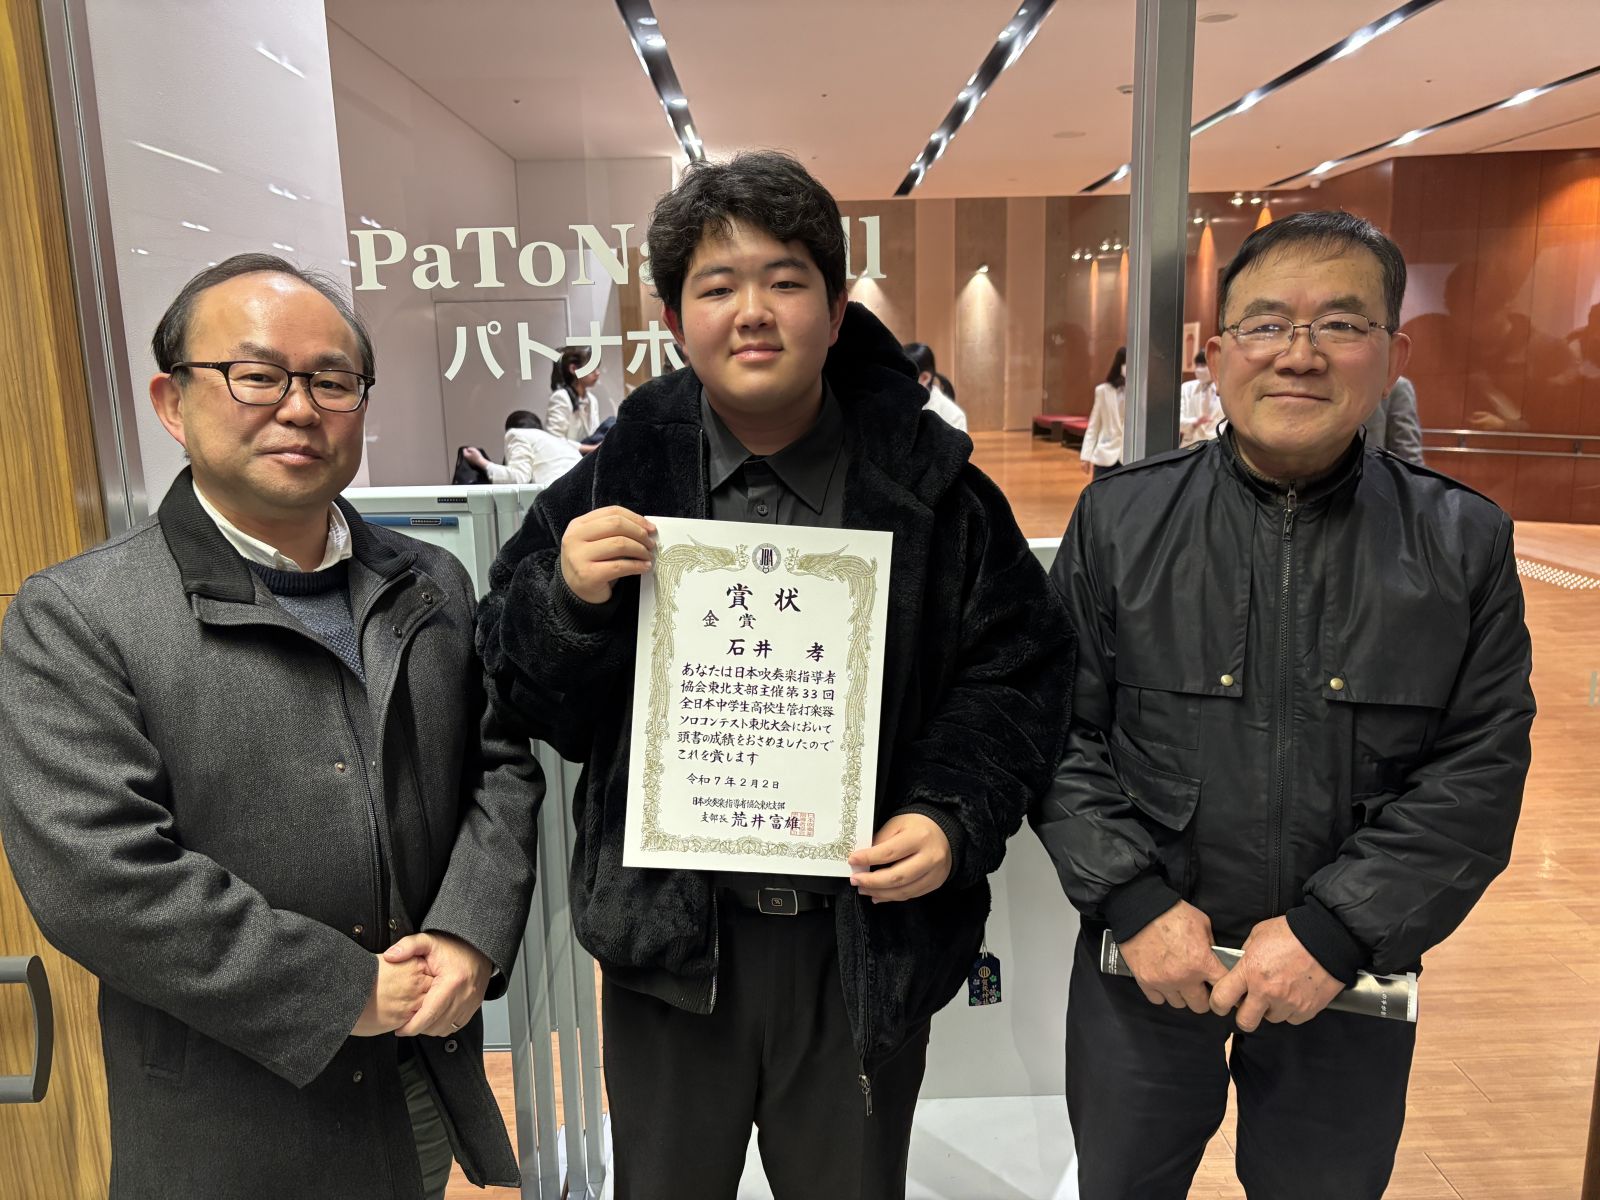 PaToNa ll
パトナホ
JBA
賞状
金賞
石井 孝
あなたは日本吹奏楽指導者
協会東北支部主催第33回
全日本中学生高校生管打楽器
ソロコンテスト東北大会において
頭書の成績をおさめましたので
これを賞します
令和7年2月2日
日本吹奏楽指導者協会東北支部
支部長 荒井富雄